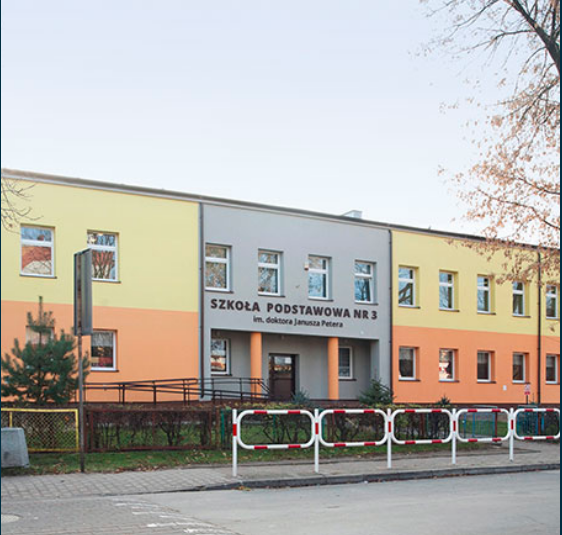 SZKOŁA PODSTAWOWA NR 3
im. doktora Janusza Petera